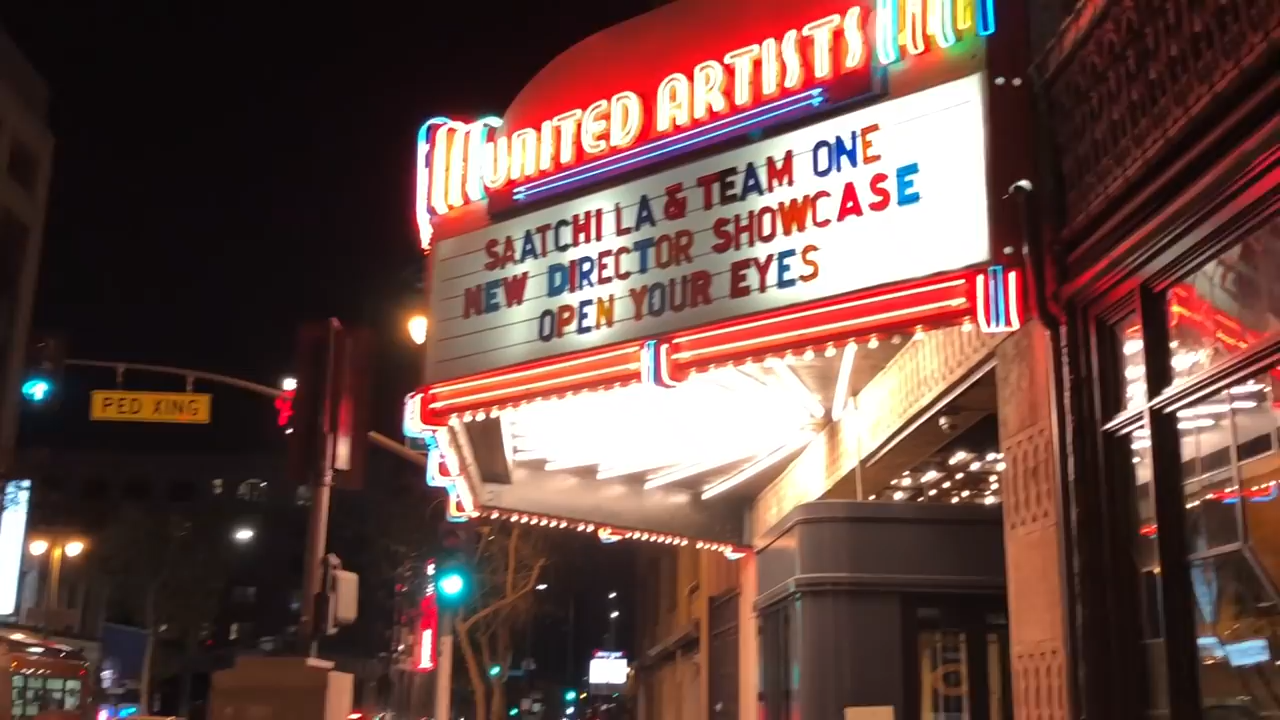 UNITED ARTISTS
SAATCHI LA & TEAM ONE
NEW DIRECTOR SHOWCASE
OPEN YOUR EYES
PED XING